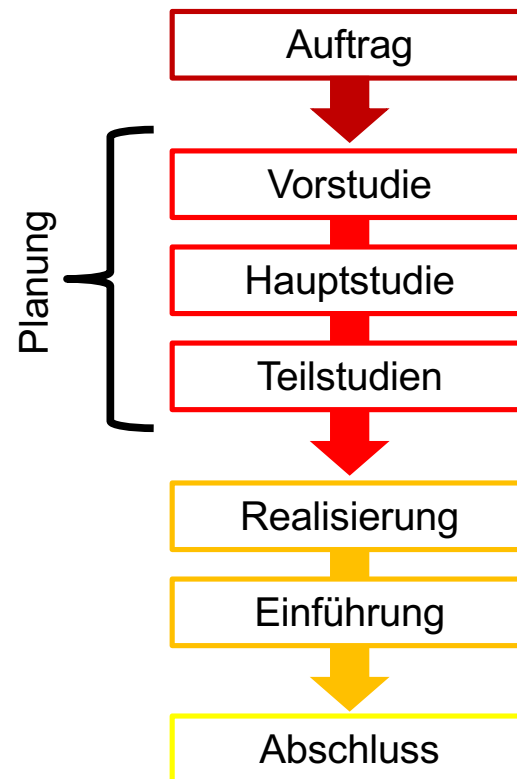 Auftrag
Planung
Vorstudie
Hauptstudie
Teilstudien
Realisierung
Einführung
Abschluss